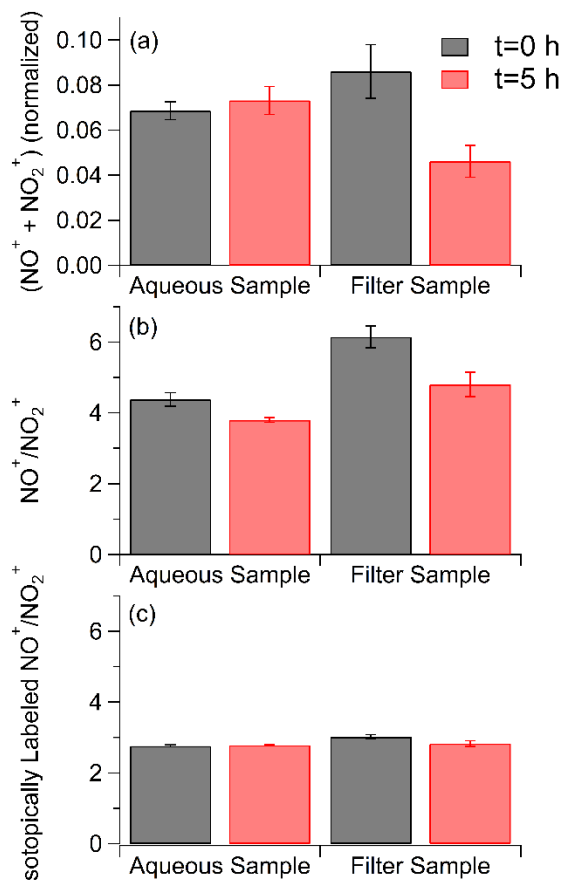 (a)
t=0 h
t=5 h
(NO⁺ + NO₂⁺) (normalized)
0.10
0.08
0.06
0.04
0.02
0.00
Aqueous Sample
Filter Sample
(b)
NO⁺/NO₂⁺
6
4
2
0
Aqueous Sample
Filter Sample
(c)
sotopically Labeled NO⁺/NO₂⁺
6
4
2
0
Aqueous Sample
Filter Sample